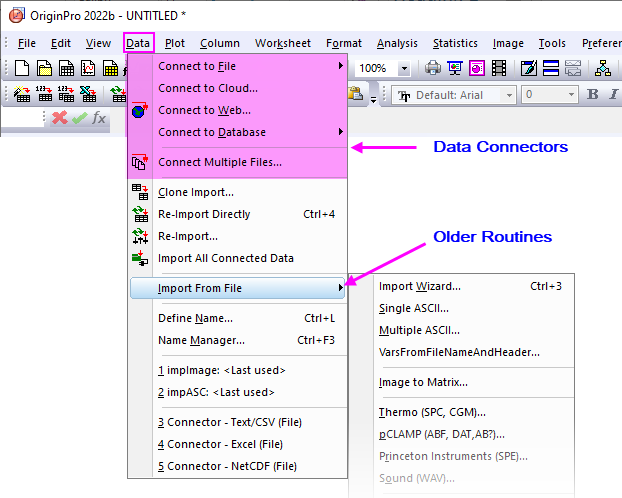 OriginPro 2022b - UNTITLED *
File Edit View Data Plot Column Worksheet Format Analysis Statistics Image Tools Preferen
100%
Default: Arial 0 B I
fx
Connect to File
Connect to Cloud...
Connect to Web...
Connect to Database
Data Connectors
Connect Multiple Files...
Clone Import...
Re-Import Directly Ctrl+4
Re-Import...
Older Routines
Import All Connected Data
Import From File
Import Wizard... Ctrl+3
Single ASCII...
Define Name... Ctrl+L
Multiple ASCII...
Name Manager... Ctrl+F3
VarsFromFileNameAndHeader...
1 impImage: <Last used>
Image to Matrix...
2 impASC: <Last used>
Thermo (SPC, CGM)...
3 Connector - Text/CSV (File)
pCLAMP (ABF, DAT,AB?)...
4 Connector - Excel (File)
Princeton Instruments (SPE)...
5 Connector - NetCDF (File)
Sound (WAV)...